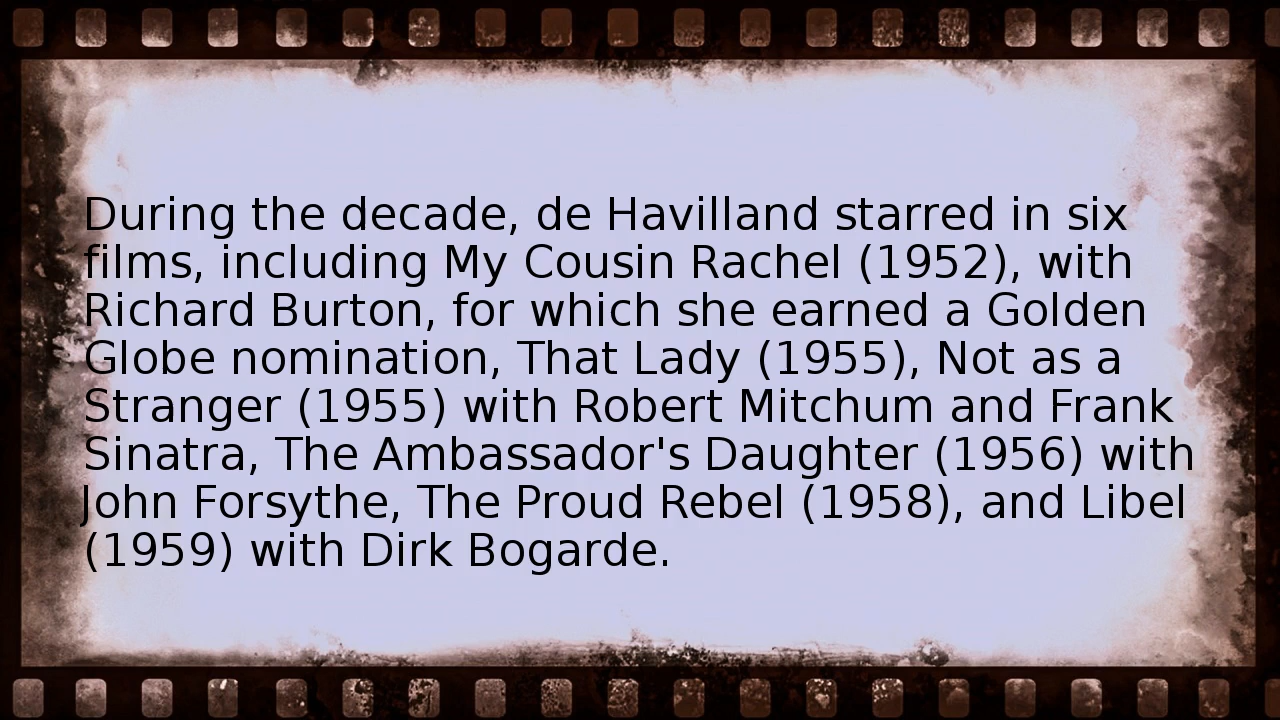 During the decade, de Havilland starred in six
films, including My Cousin Rachel (1952), with
Richard Burton, for which she earned a Golden
Globe nomination, That Lady (1955), Not as a
Stranger (1955) with Robert Mitchum and Frank
Sinatra, The Ambassador's Daughter (1956) with
John Forsythe, The Proud Rebel (1958), and Libel
(1959) with Dirk Bogarde.